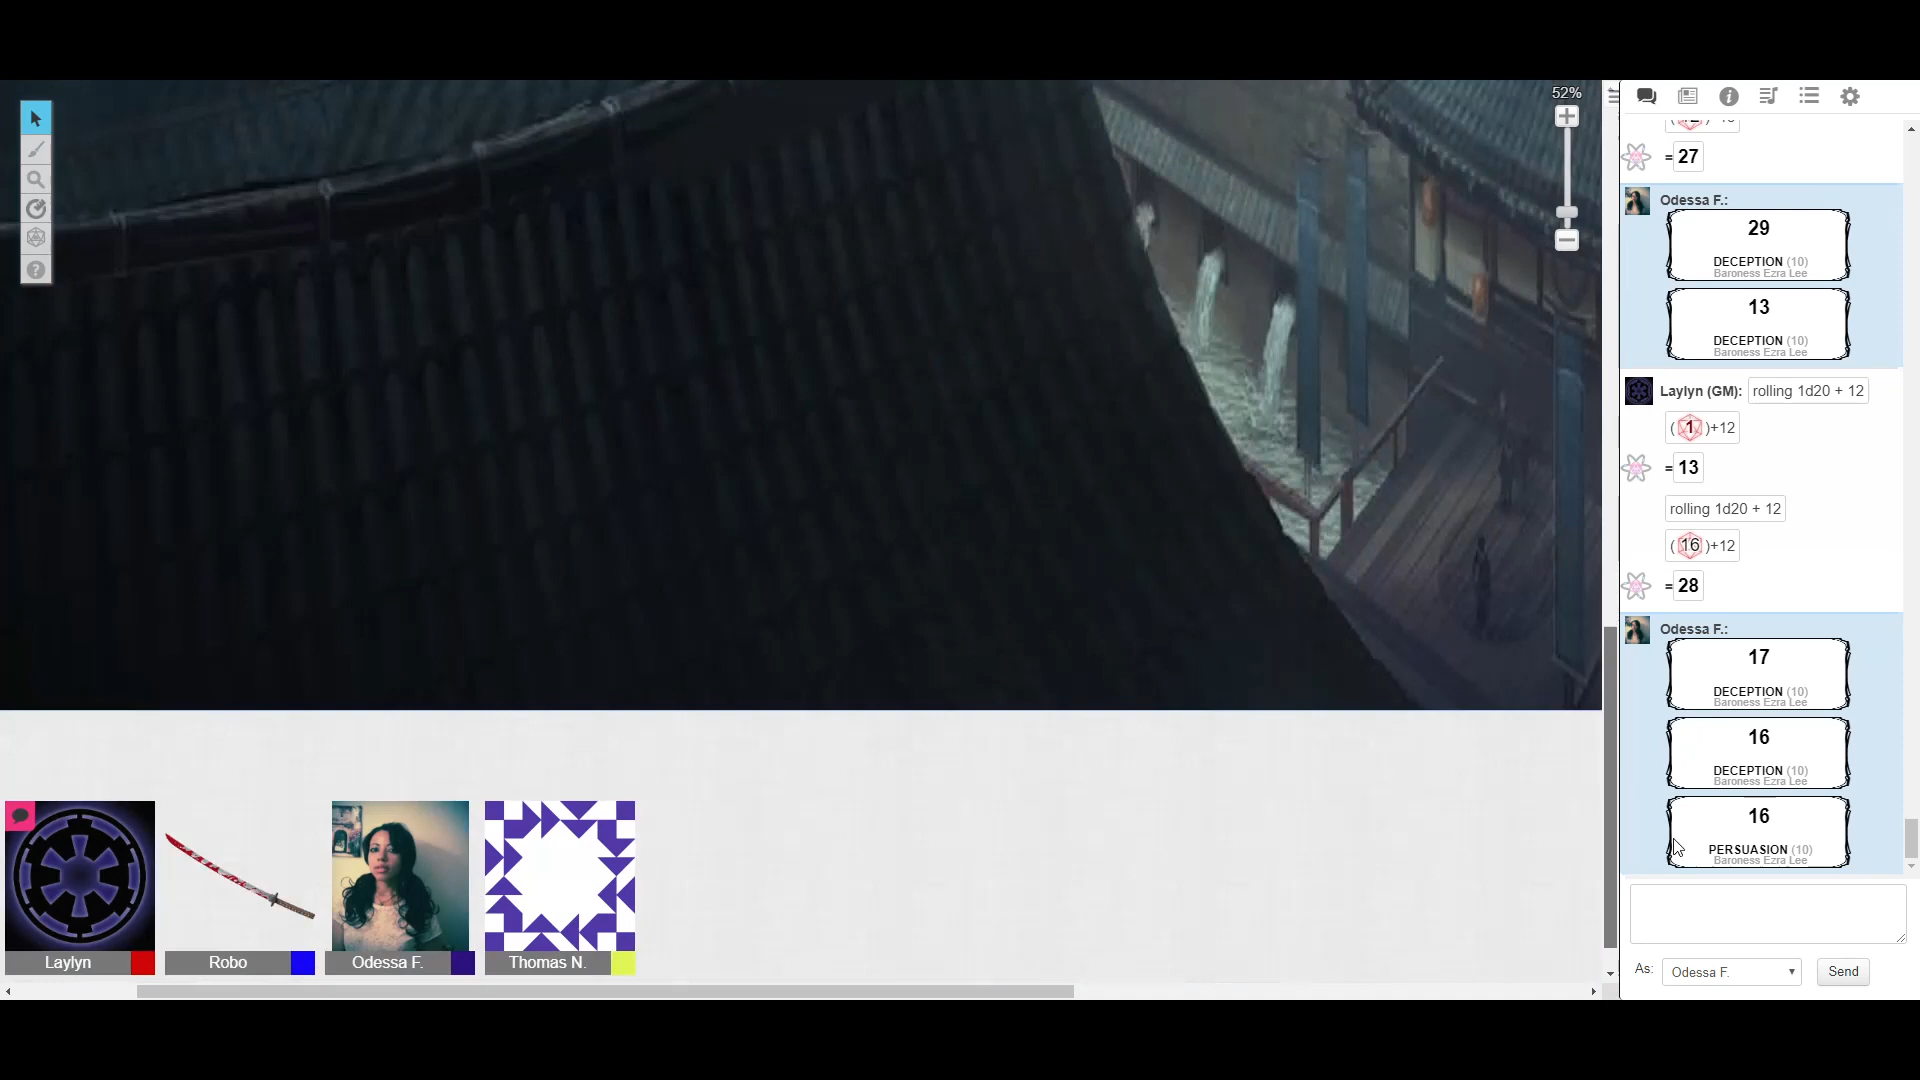 52%
= 27
Odessa F.:
29
DECEPTION (10)
Baroness Ezra Lee
13
DECEPTION (10)
Baroness Ezra Lee
Laylyn (GM): rolling 1d20 + 12
( 1 )+12
= 13
rolling 1d20 + 12
( 16 )+12
= 28
Odessa F.:
17
DECEPTION (10)
Baroness Ezra Lee
16
DECEPTION (10)
Baroness Ezra Lee
16
PERSUASION (10)
Baroness Ezra Lee
As: Odessa F. Send
Laylyn Robo Odessa F. Thomas N.